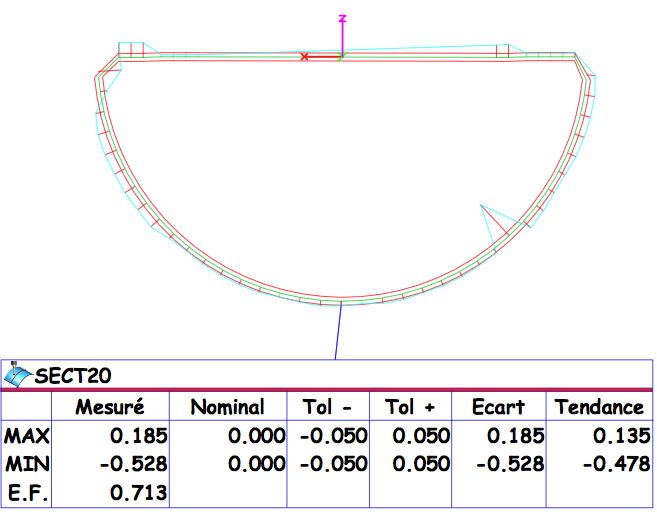 Z
X
SECT20
Mesuré Nominal Tol - Tol + Ecart Tendance
MAX 0.185 0.000 -0.050 0.050 0.185 0.135
MIN -0.528 0.000 -0.050 0.050 -0.528 -0.478
E.F. 0.713